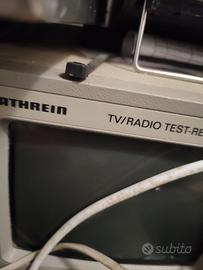 ATHREIN
TV/RADIO TEST-RE
subito